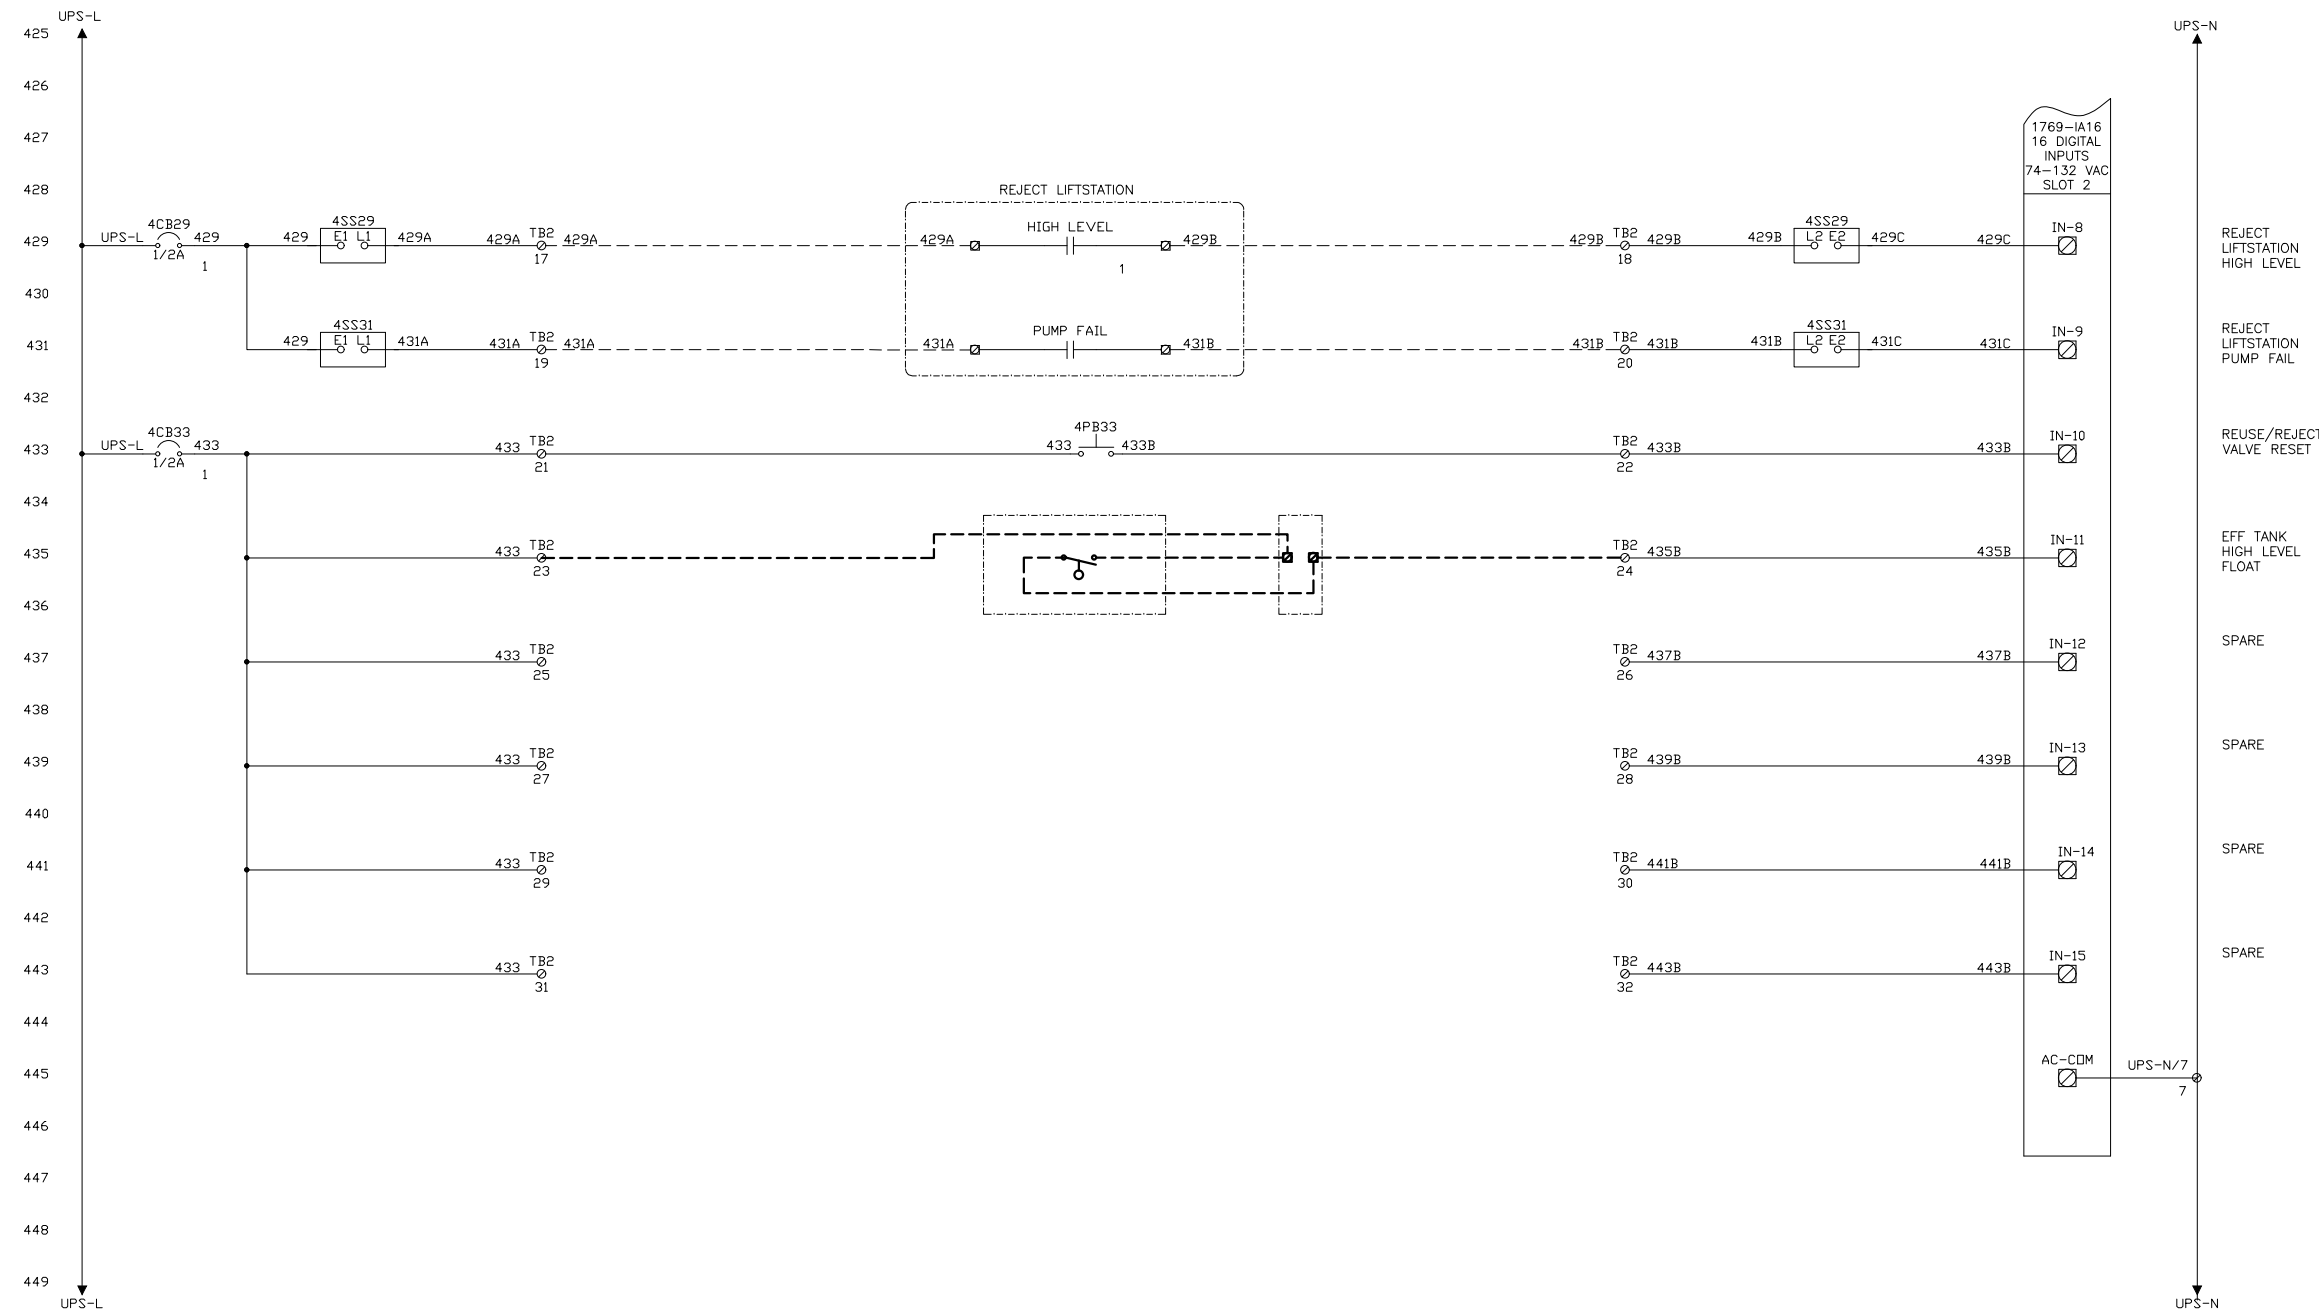 UPS-L
UPS-N
425
426
427
1769-IA16
16 DIGITAL
INPUTS
74-132 VAC
SLOT 2
428
REJECT LIFTSTATION
429
UPS-L
4CB29
1/2A
429
1
429
4SS29
E1 L1
429A
429A
TB2
17
429A
429A
HIGH LEVEL
1
429B
429B
TB2
18
429B
429B
4SS29
L2 E2
429C
429C
IN-8
REJECT
LIFTSTATION
HIGH LEVEL
430
431
429
4SS31
E1 L1
431A
431A
TB2
19
431A
431A
PUMP FAIL
431B
431B
TB2
20
431B
431B
4SS31
L2 E2
431C
431C
IN-9
REJECT
LIFTSTATION
PUMP FAIL
432
433
UPS-L
4CB33
1/2A
433
1
433
TB2
21
433
4PB33
433B
TB2
22
433B
433B
IN-10
REUSE/REJECT
VALVE RESET
434
435
433
TB2
23
TB2
24
435B
435B
IN-11
EFF TANK
HIGH LEVEL
FLOAT
436
437
433
TB2
25
TB2
26
437B
437B
IN-12
SPARE
438
439
433
TB2
27
TB2
28
439B
439B
IN-13
SPARE
440
441
433
TB2
29
TB2
30
441B
441B
IN-14
SPARE
442
443
433
TB2
31
TB2
32
443B
443B
IN-15
SPARE
444
445
AC-COM
UPS-N/7
7
446
447
448
449
UPS-L
UPS-N